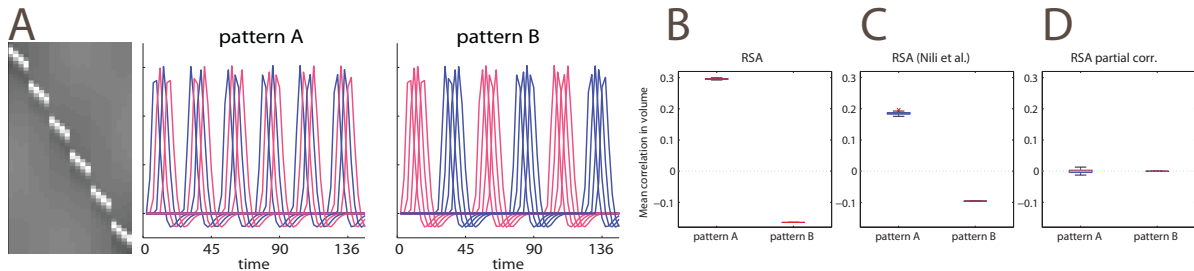 A
pattern A
0
45
90
136
time
pattern B
0
45
90
136
time
B
RSA
Mean correlation in volume
0.3
0.2
0.1
0
−0.1
pattern A
pattern B
C
RSA (Nili et al.)
0.3
0.2
0.1
0
−0.1
pattern A
pattern B
D
RSA partial corr.
0.3
0.2
0.1
0
−0.1
pattern A
pattern B